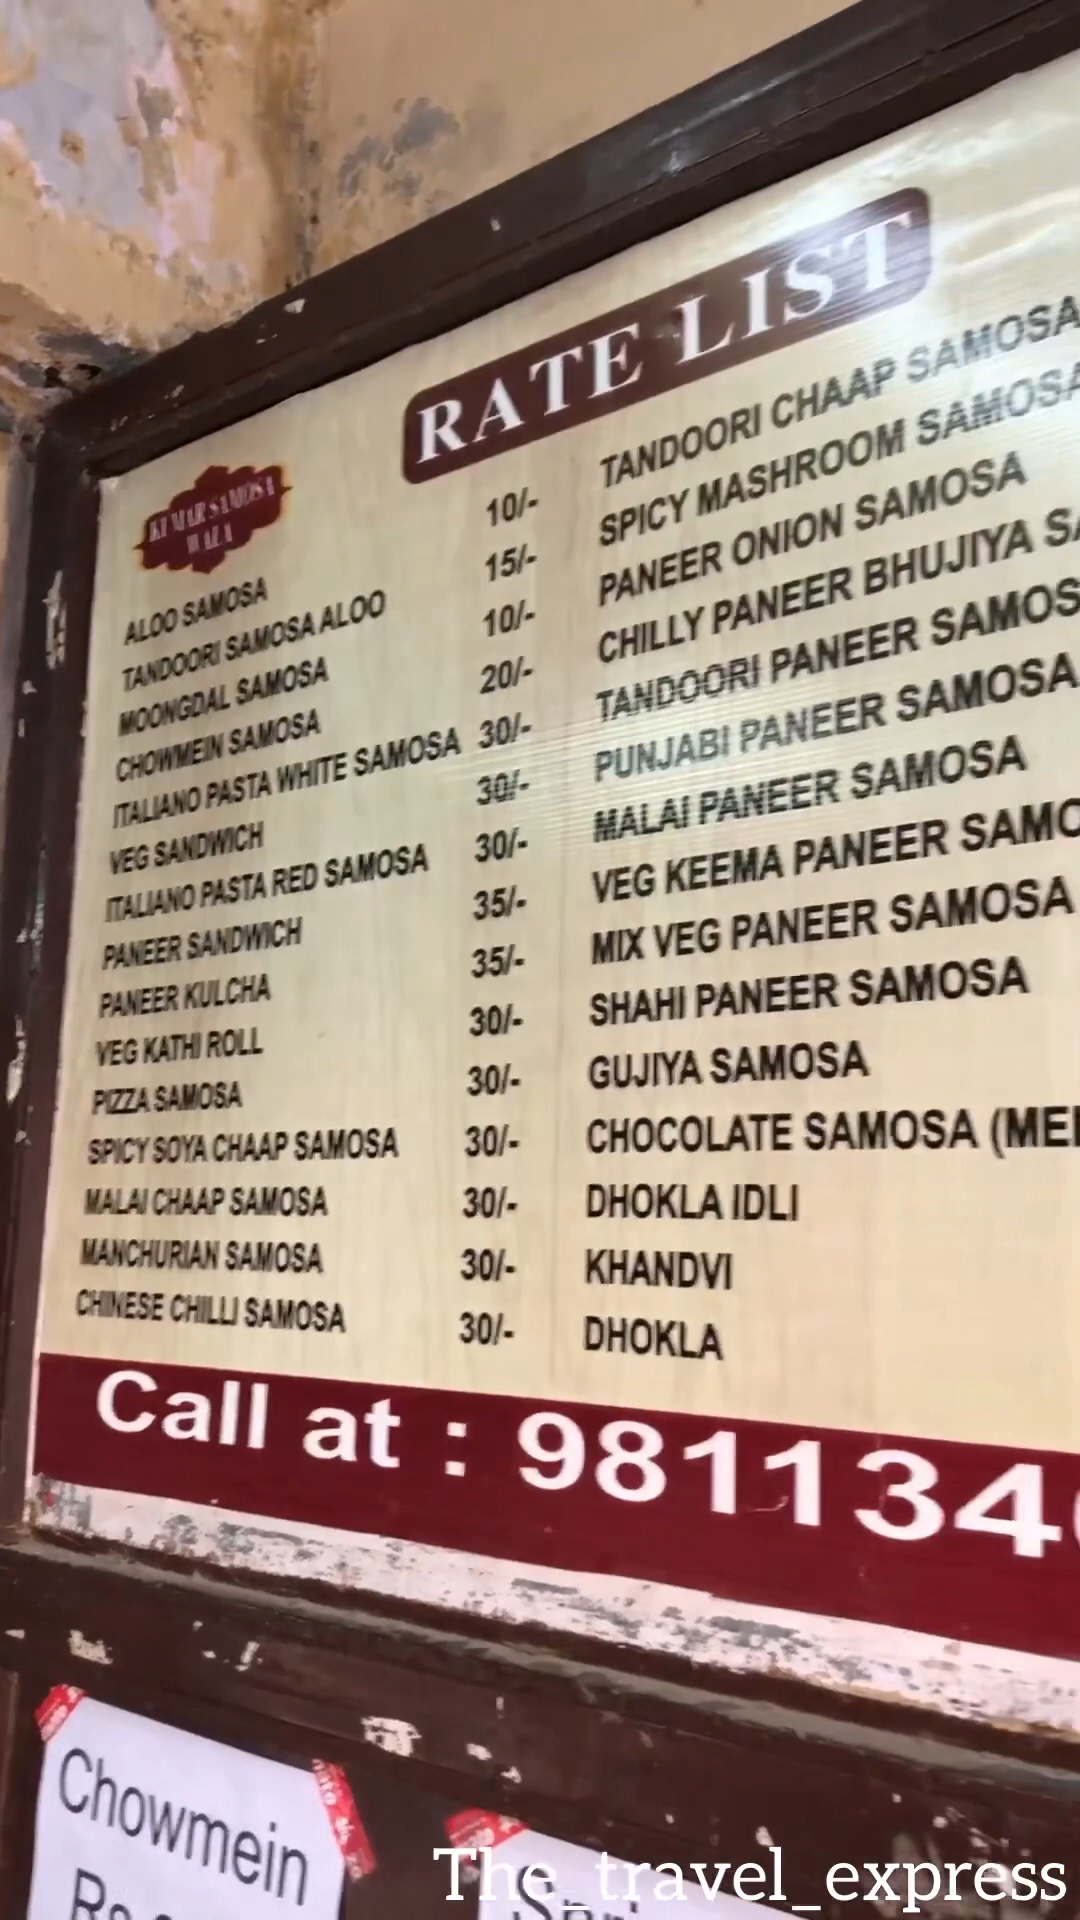 RATE LIST
KUMAR SAMOSA
WALA
ALOO SAMOSA 10/-
TANDOORI SAMOSA ALOO 15/-
MOONGDAL SAMOSA 10/-
CHOWMEIN SAMOSA 20/-
ITALIANO PASTA WHITE SAMOSA 30/-
VEG SANDWICH 30/-
ITALIANO PASTA RED SAMOSA 30/-
PANEER SANDWICH 35/-
PANEER KULCHA 35/-
VEG KATHI ROLL 30/-
PIZZA SAMOSA 30/-
SPICY SOYA CHAAP SAMOSA 30/-
MALAI CHAAP SAMOSA 30/-
MANCHURIAN SAMOSA 30/-
CHINESE CHILLI SAMOSA 30/-
TANDOORI CHAAP SAMOSA
SPICY MASHROOM SAMOSA
PANEER ONION SAMOSA
CHILLY PANEER BHUJIYA SA
TANDOORI PANEER SAMOS
PUNJABI PANEER SAMOSA
MALAI PANEER SAMOSA
VEG KEEMA PANEER SAMO
MIX VEG PANEER SAMOSA
SHAHI PANEER SAMOSA
GUJIYA SAMOSA
CHOCOLATE SAMOSA (ME
DHOKLA IDLI
KHANDVI
DHOKLA
Call at : 981134
Chowmein
Rs
The_travel_express